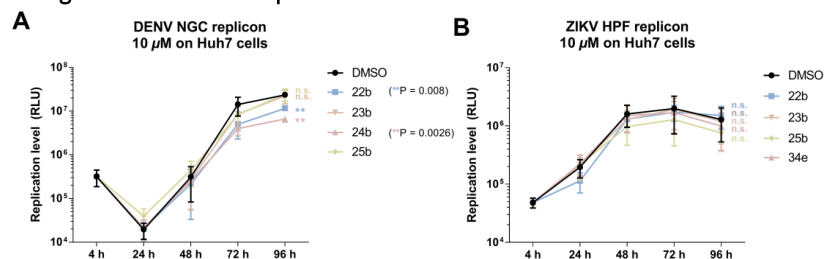 A
DENV NGC replicon
10 µM on Huh7 cells
Replication level (RLU)
10⁸
10⁷
10⁶
10⁵
10⁴
4 h 24 h 48 h 72 h 96 h
n.s.
n.s.
**
**
DMSO
22b (**P = 0.008)
23b
24b (**P = 0.0026)
25b
B
ZIKV HPF replicon
10 µM on Huh7 cells
Replication level (RLU)
10⁷
10⁶
10⁵
10⁴
4 h 24 h 48 h 72 h 96 h
n.s.
n.s.
n.s.
n.s.
n.s.
DMSO
22b
23b
25b
34e